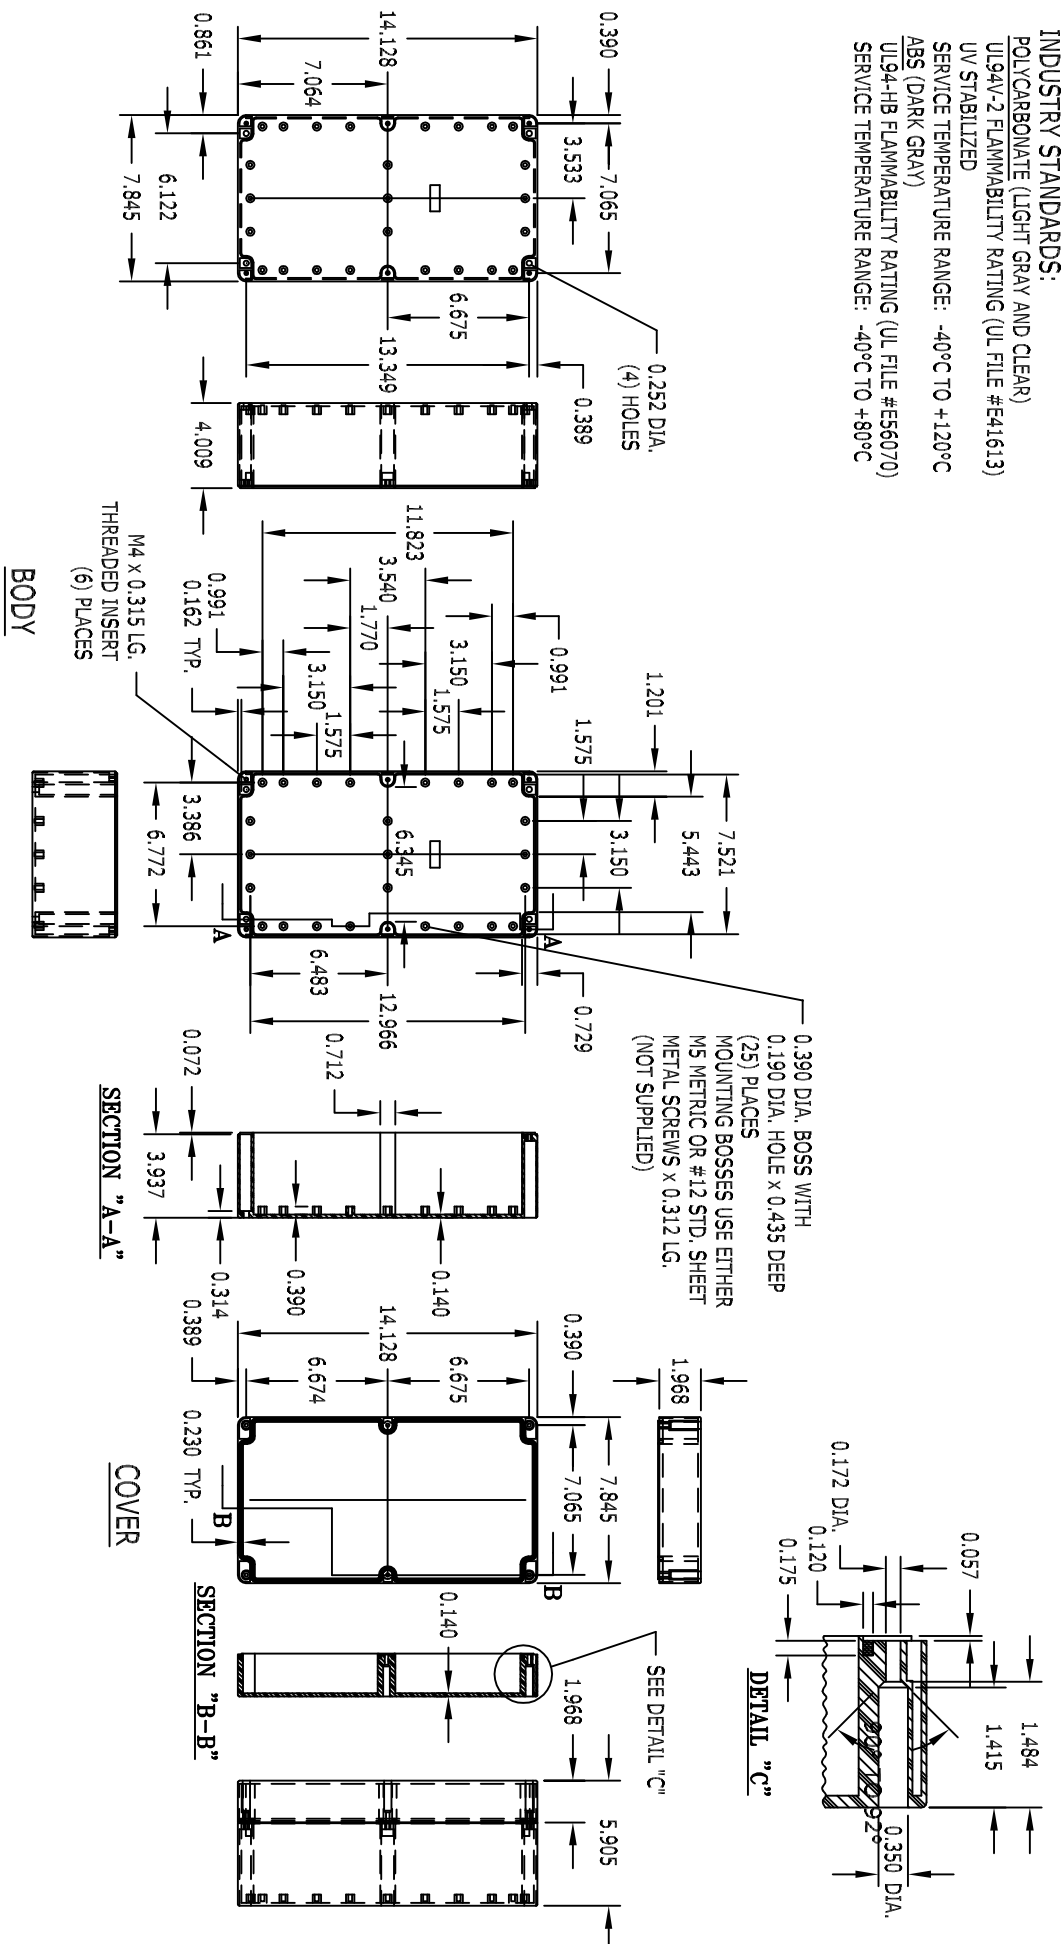 INDUSTRY STANDARDS:
POLYCARBONATE (LIGHT GRAY AND CLEAR)
UL94V-2 FLAMMABILITY RATING (UL FILE #E41613)
UV STABILIZED
SERVICE TEMPERATURE RANGE: -40°C TO +120°C
ABS (DARK GRAY)
UL94-HB FLAMMABILITY RATING (UL FILE #E56070)
SERVICE TEMPERATURE RANGE: -40°C TO +80°C
0.390
7.065
3.533
14.128
7.064
0.861
6.122
7.845
0.252 DIA.
(4) HOLES
6.675
13.349
0.389
4.009
11.823
3.540
1.770
0.991
3.150
1.575
0.991
3.150
1.575
0.162 TYP.
M4 x 0.315 LG.
THREADED INSERT
(6) PLACES
BODY
1.201
1.575
7.521
5.443
3.150
6.345
3.386
6.772
A
A
6.483
12.966
0.729
0.390 DIA. BOSS WITH
0.190 DIA. HOLE x 0.435 DEEP
(25) PLACES
MOUNTING BOSSES USE EITHER
M5 METRIC OR #12 STD. SHEET
METAL SCREWS x 0.312 LG.
(NOT SUPPLIED)
0.712
0.072
3.937
0.314
0.390
0.140
SECTION "A-A"
14.128
6.674
6.675
0.389
0.390
7.845
7.065
1.968
0.230 TYP.
B
B
COVER
0.140
SECTION "B-B"
SEE DETAIL "C"
1.968
5.905
0.172 DIA.
0.120
0.175
0.057
1.484
1.415
90° TO 92°
0.350 DIA.
DETAIL "C"